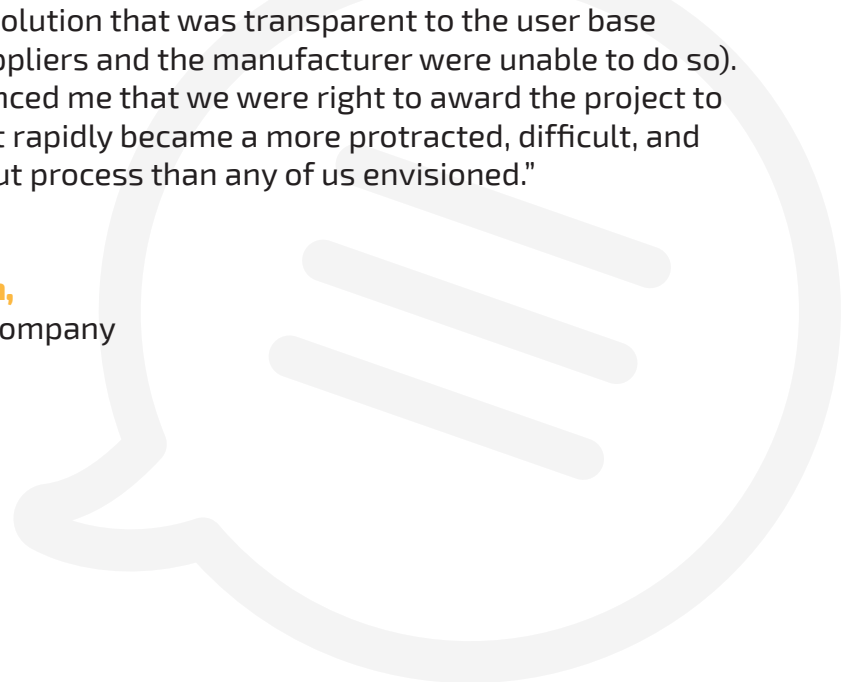 olution that was transparent to the user base
ppliers and the manufacturer were unable to do so).
nced me that we were right to award the project to
t rapidly became a more protracted, difficult, and
ut process than any of us envisioned.”
,
ompany